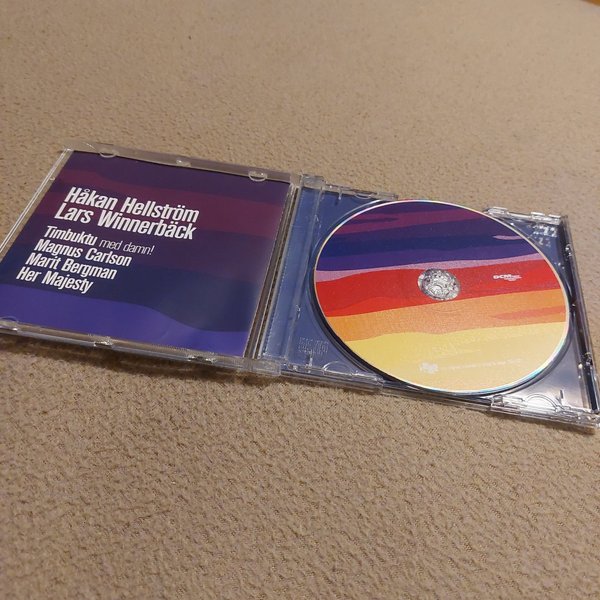 Håkan Hellström
Lars Winnerbäck
Timbuktu med damn!
Magnus Carlson
Marit Bergman
Her Majesty